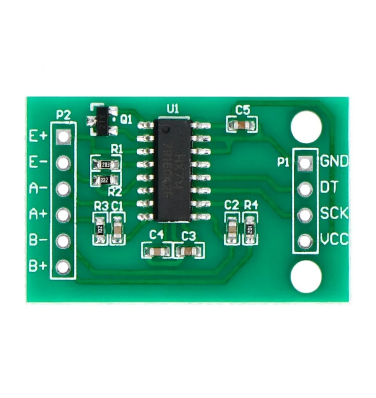 P2
Q1
U1
C5
E+
E-
A-
A+
B-
B+
R1
R2
R3
C1
C2
R4
C4
C3
P1
GND
DT
SCK
VCC